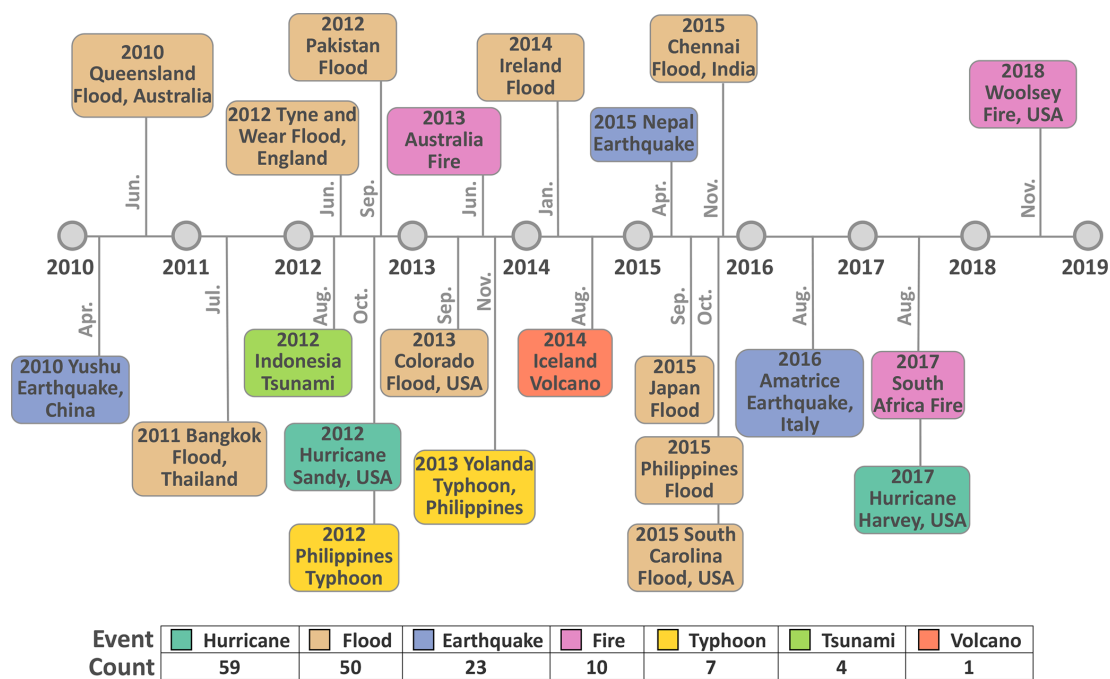 2010
Queensland
Flood, Australia
2012 Tyne and
Wear Flood,
England
2012
Pakistan
Flood
2013
Australia
Fire
2014
Ireland
Flood
2015 Nepal
Earthquake
2015
Chennai
Flood, India
2018
Woolsey
Fire, USA
Jun.
Jun.
Sep.
Jun.
Jan.
Apr.
Nov.
Nov.
2010
2011
2012
2013
2014
2015
2016
2017
2018
2019
Apr.
Jul.
Aug.
Oct.
Sep.
Nov.
Aug.
Sep.
Oct.
Aug.
Aug.
2010 Yushu
Earthquake,
China
2011 Bangkok
Flood,
Thailand
2012
Indonesia
Tsunami
2012
Hurricane
Sandy, USA
2012
Philippines
Typhoon
2013
Colorado
Flood, USA
2013 Yolanda
Typhoon,
Philippines
2014
Iceland
Volcano
2015
Japan
Flood
2015
Philippines
Flood
2015 South
Carolina
Flood, USA
2016
Amatrice
Earthquake,
Italy
2017
South
Africa Fire
2017
Hurricane
Harvey, USA
Event Hurricane Flood Earthquake Fire Typhoon Tsunami Volcano
Count 59 50 23 10 7 4 1